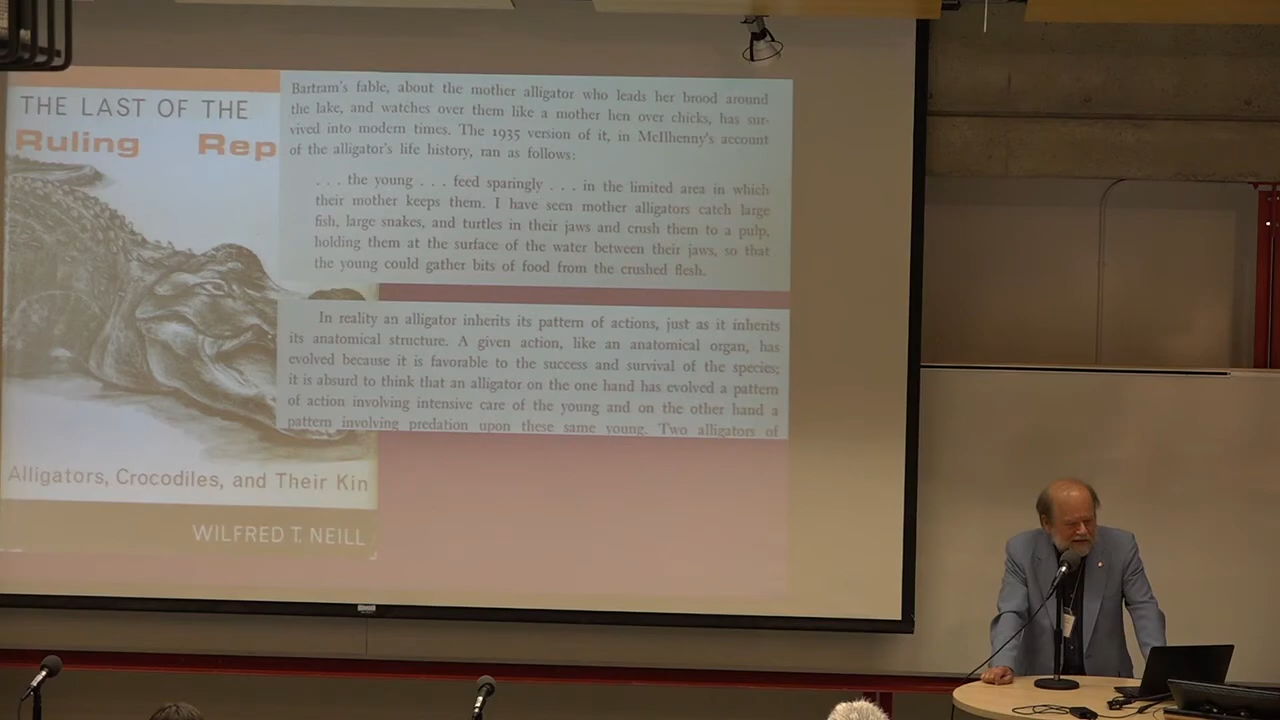 THE LAST OF THE
Ruling Rep
Alligators, Crocodiles, and Their Kin
WILFRED T. NEILL
Bartram's fable, about the mother alligator who leads her brood around
the lake, and watches over them like a mother hen over chicks, has sur-
vived into modern times. The 1935 version of it, in McIlhenny's account
of the alligator's life history, ran as follows:
. . . the young . . . feed sparingly . . . in the limited area in which
their mother keeps them. I have seen mother alligators catch large
fish, large snakes, and turtles in their jaws and crush them to a pulp,
holding them at the surface of the water between their jaws, so that
the young could gather bits of food from the crushed flesh.
In reality an alligator inherits its pattern of actions, just as it inherits
its anatomical structure. A given action, like an anatomical organ, has
evolved because it is favorable to the success and survival of the species;
it is absurd to think that an alligator on the one hand has evolved a pattern
of action involving intensive care of the young and on the other hand a
pattern involving predation upon these same young. Two alligators of